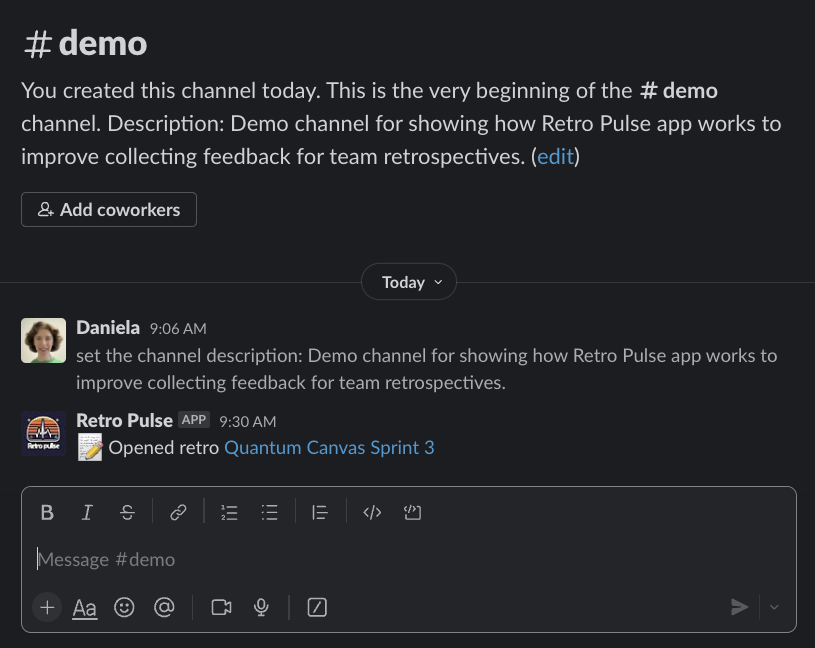 # demo
You created this channel today. This is the very beginning of the # demo
channel. Description: Demo channel for showing how Retro Pulse app works to
improve collecting feedback for team retrospectives. (edit)
Add coworkers
Today
Daniela 9:06 AM
set the channel description: Demo channel for showing how Retro Pulse app works to
improve collecting feedback for team retrospectives.
Retro Pulse APP 9:30 AM
Retro pulse
Opened retro Quantum Canvas Sprint 3
B I S
Message #demo
Aa